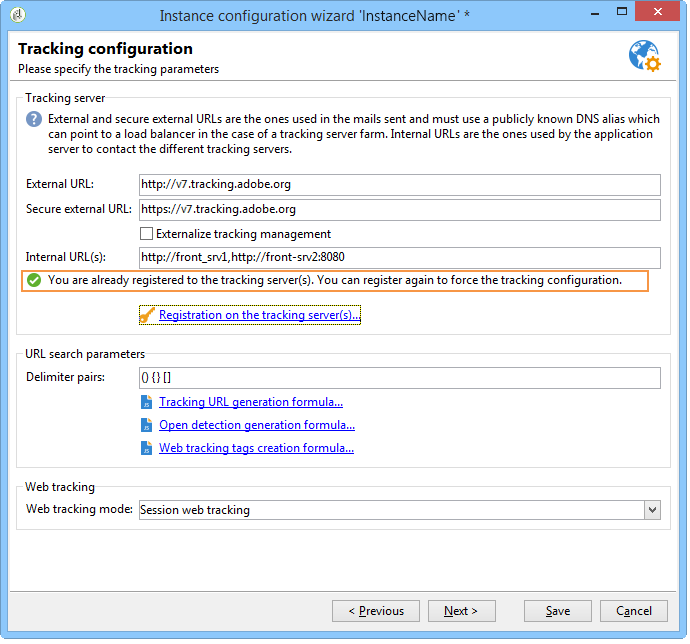 Instance configuration wizard 'InstanceName' *
Tracking configuration
Please specify the tracking parameters
Tracking server
External and secure external URLs are the ones used in the mails sent and must use a publicly known DNS alias which
can point to a load balancer in the case of a tracking server farm. Internal URLs are the ones used by the application
server to contact the different tracking servers.
External URL: http://v7.tracking.adobe.org
Secure external URL: https://v7.tracking.adobe.org
Externalize tracking management
Internal URL(s): http://front_srv1,http://front-srv2:8080
You are already registered to the tracking server(s). You can register again to force the tracking configuration.
Registration on the tracking server(s)...
URL search parameters
Delimiter pairs: () {} []
Tracking URL generation formula...
Open detection generation formula...
Web tracking tags creation formula...
Web tracking
Web tracking mode: Session web tracking
< Previous Next > Save Cancel